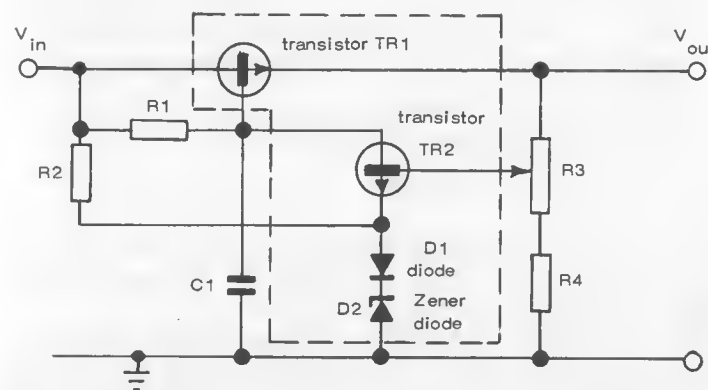 V in
transistor TR1
V ou
R1
transistor
TR2
R2
R3
D1
diode
C1
D2
Zener
diode
R4